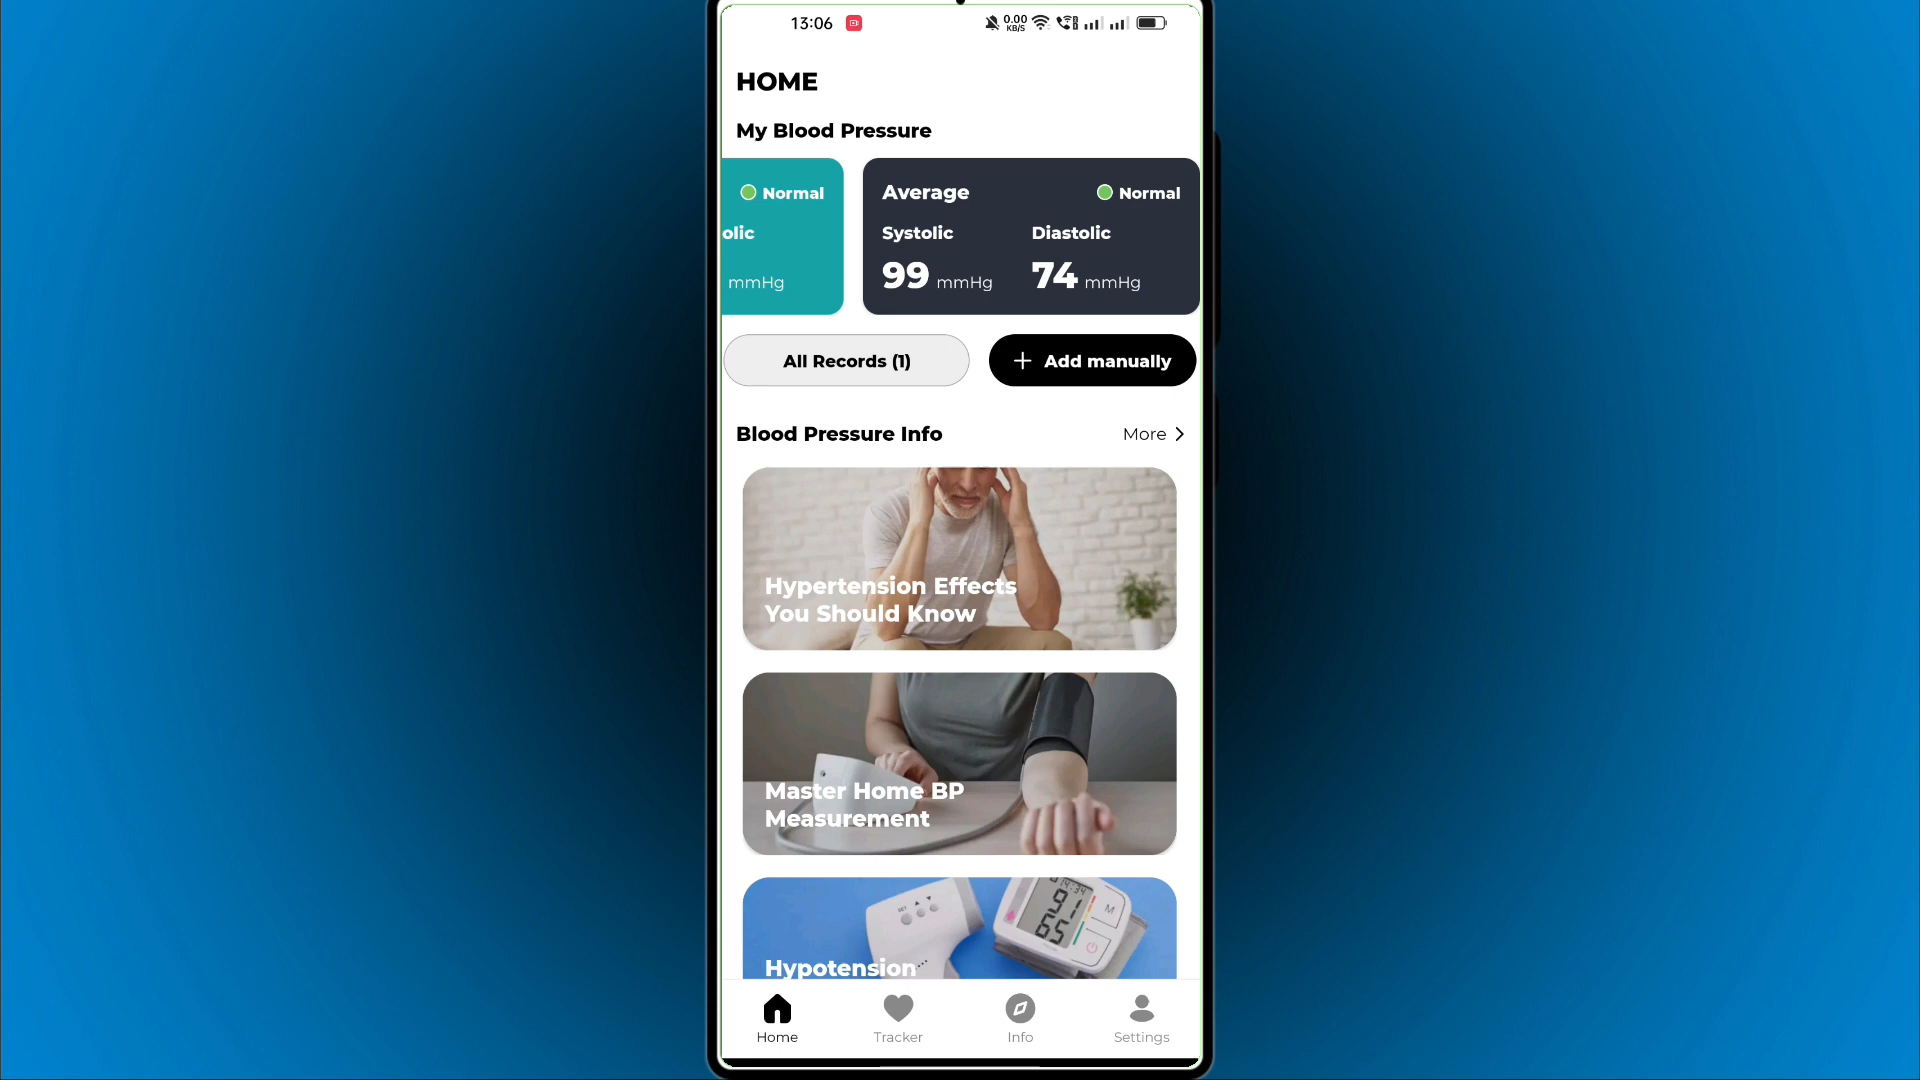 13:06
0.00
KB/S
HOME
My Blood Pressure
Normal
olic
mmHg
Average
Normal
Systolic
Diastolic
99 mmHg
74 mmHg
All Records (1)
+ Add manually
Blood Pressure Info
More >
Hypertension Effects
You Should Know
Master Home BP
Measurement
SET
M
Hypotension
Home
Tracker
Info
Settings